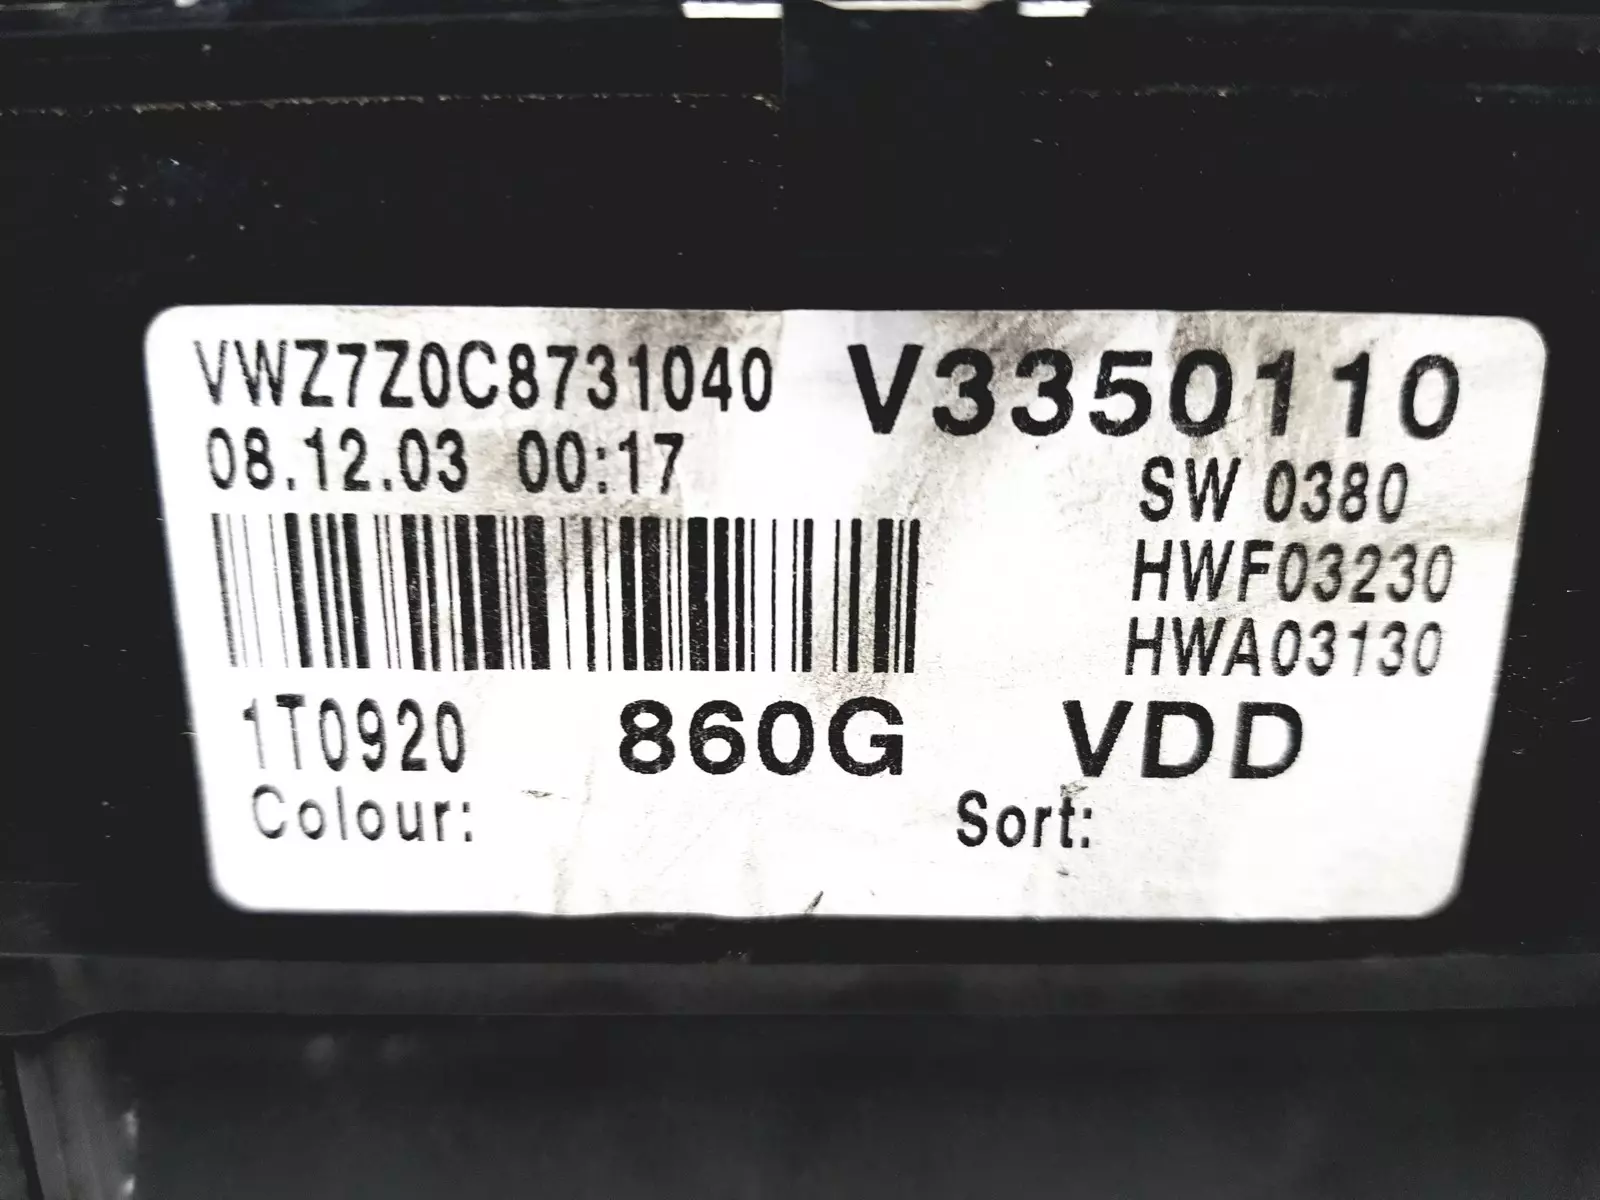 VWZ7Z0C8731040 V3350110
08.12.03 00:17
SW 0380
HWF03230
HWA03130
1T0920 860G VDD
Colour: Sort: